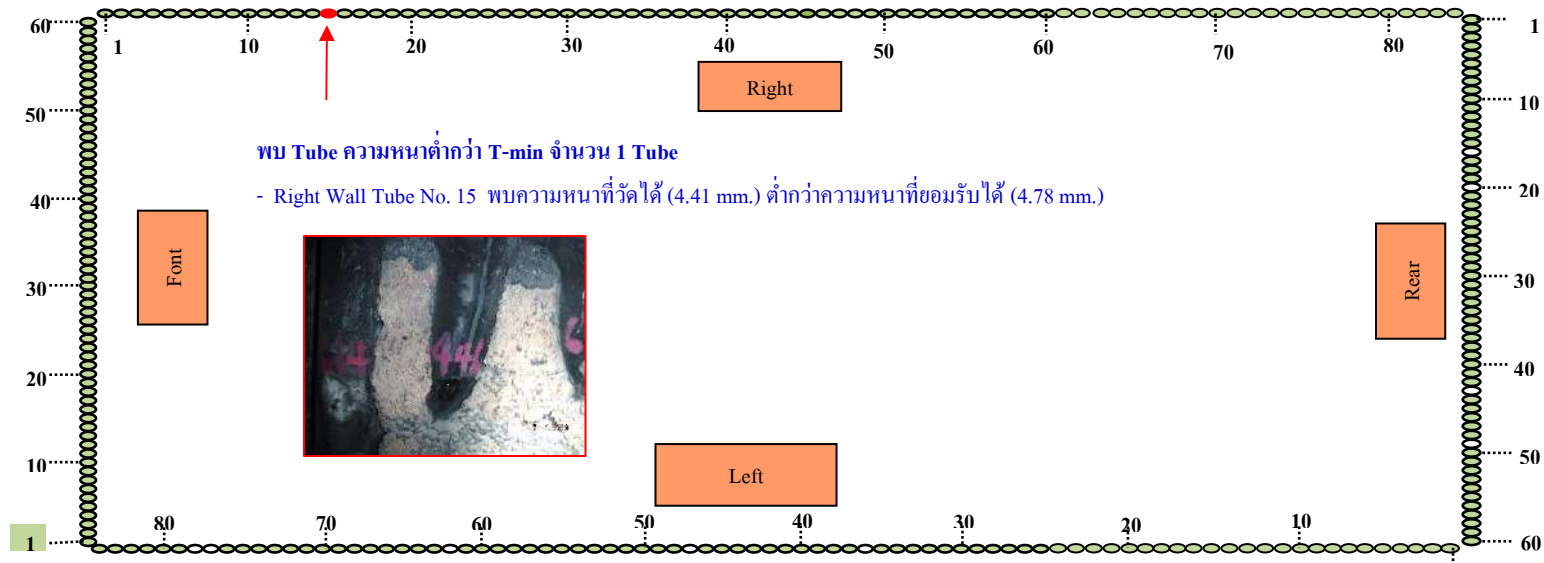 60 1 10 20 30 40 50 60 70 80 1
Right
50 10
พบ Tube ความหนาต่ำกว่า T-min จำนวน 1 Tube
- Right Wall Tube No. 15 พบความหนาที่วัดได้ (4.41 mm.) ต่ำกว่าความหนาที่ยอมรับได้ (4.78 mm.)
40 20
Font
Rear
30 30
20 40
10 50
Left
80 70 60 50 40 30 20 10
1 60